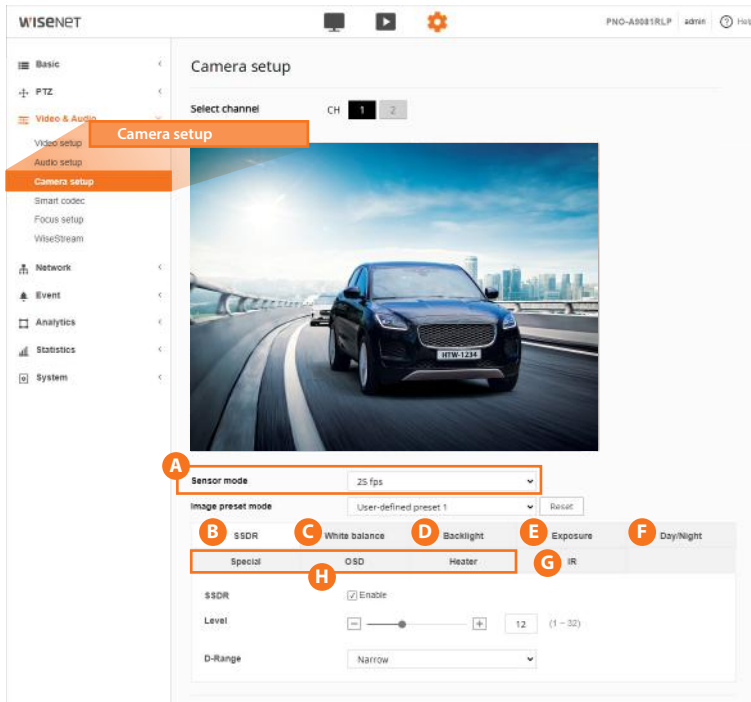 WISENET
PNO-A9081RLP admin ? Help
Basic
PTZ
Video & Audio
Video setup
Audio setup
Camera setup
Smart codec
Focus setup
WiseStream
Network
Event
Analytics
Statistics
System
Camera setup
Camera setup
Select channel CH 1 2
HTW-1234
A
Sensor mode 25 fps
Image preset mode User-defined preset 1 Reset
B SSDR C White balance D Backlight E Exposure F Day/Night
Special OSD Heater G IR
H
SSDR Enable
Level 12 (1 ~ 32)
D-Range Narrow